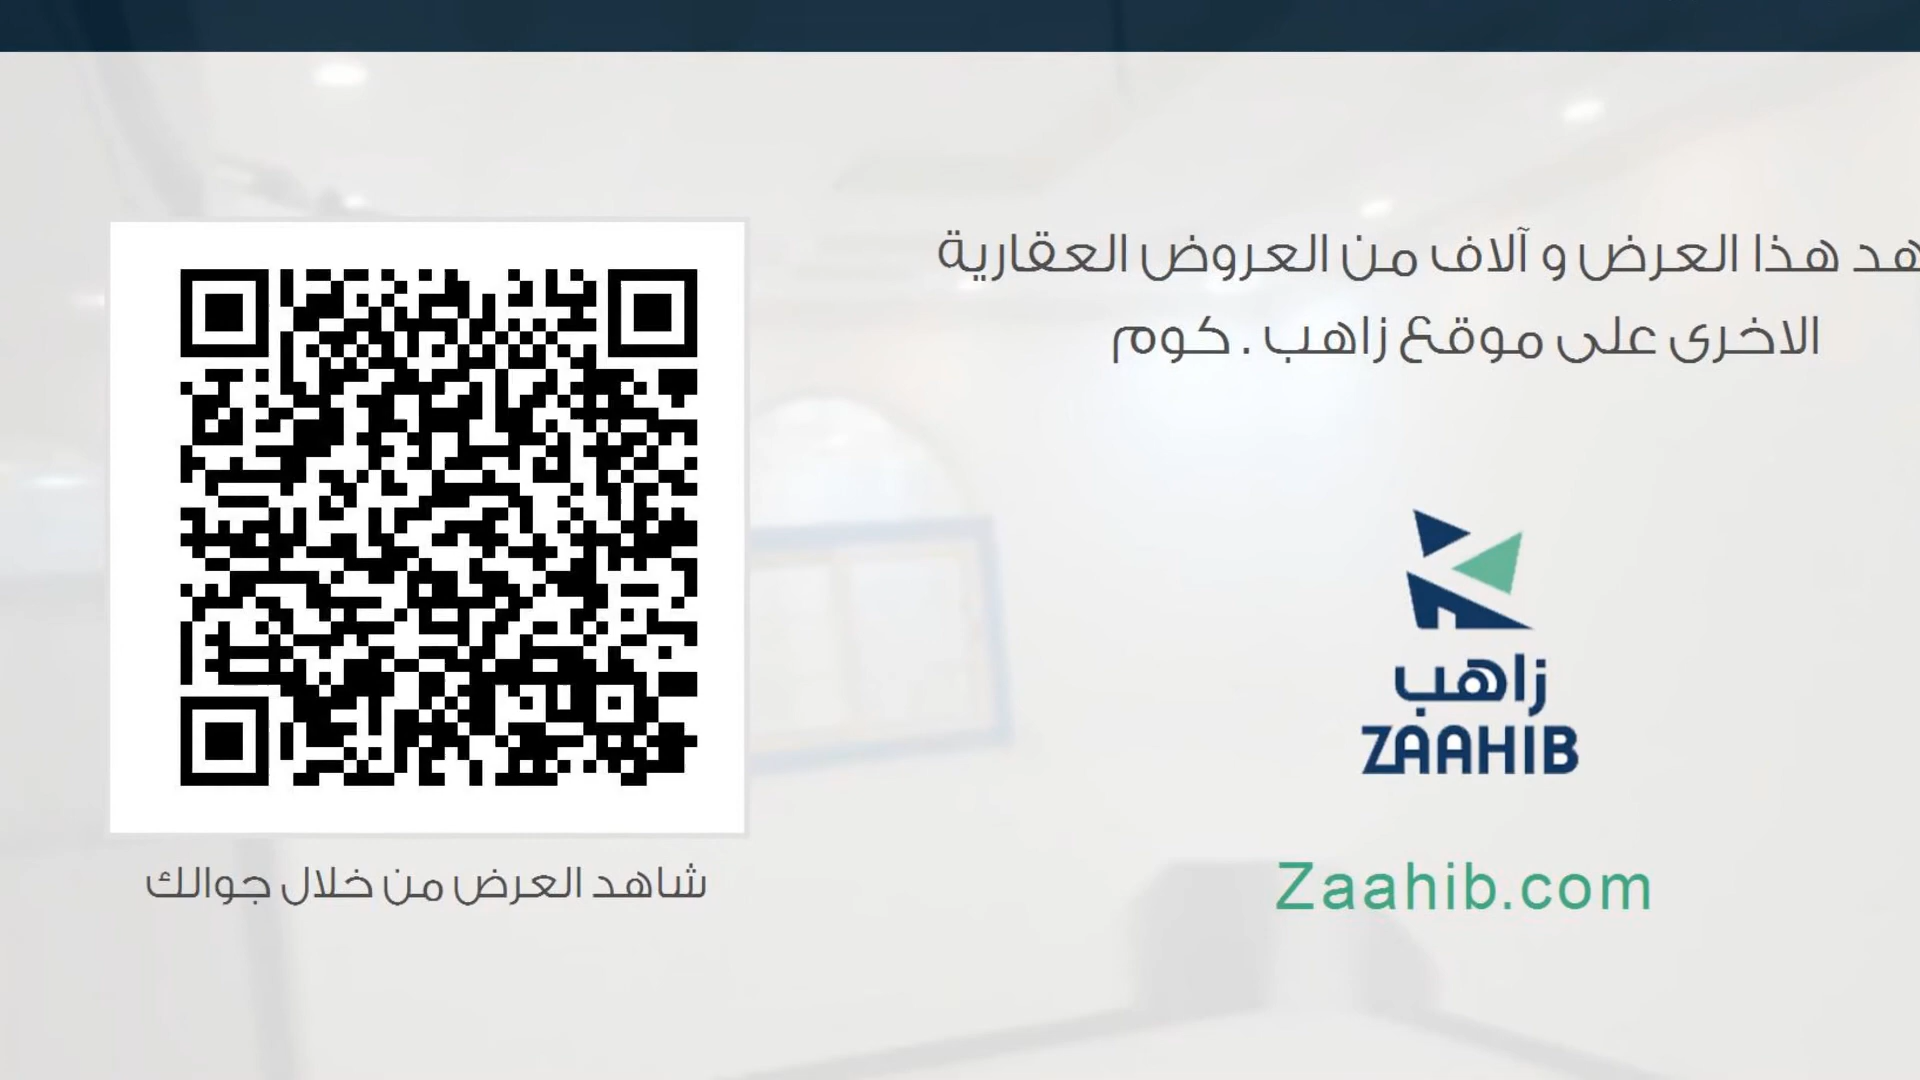 هذا العرض و آلاف من العروض العقارية
الاخرى على موقع زاهب . كوم
زاهب
ZAAHIB
شاهد العرض من خلال جوالك
Zaahib.com